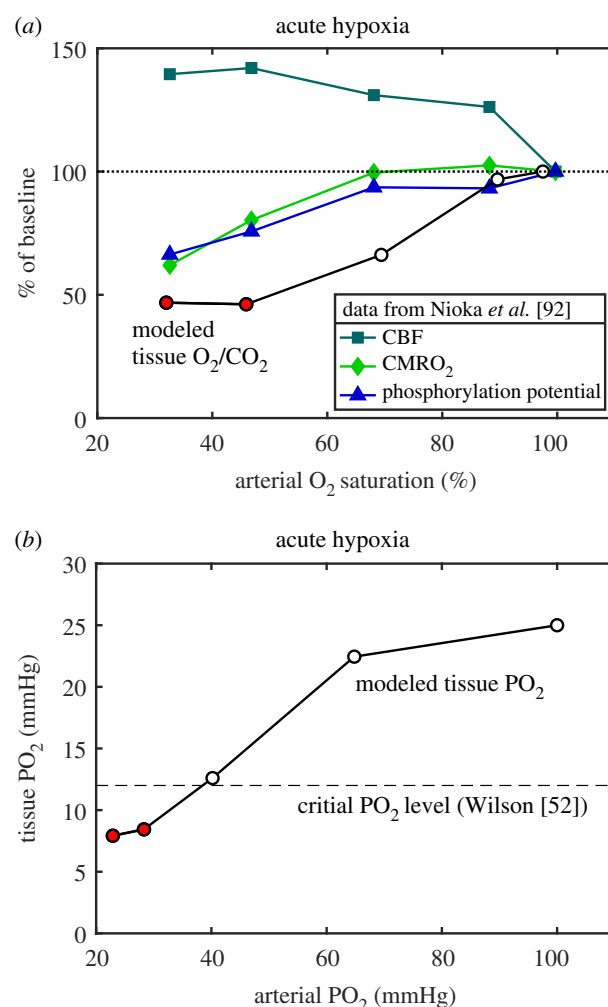 (a) acute hypoxia
150
100
50
0
% of baseline
modeled
tissue O₂/CO₂
data from Nioka et al. [92]
CBF
CMRO₂
phosphorylation potential
20 40 60 80 100
arterial O₂ saturation (%)
(b) acute hypoxia
30
25
20
15
10
5
0
tissue PO₂ (mmHg)
modeled tissue PO₂
critial PO₂ level (Wilson [52])
20 40 60 80 100
arterial PO₂ (mmHg)